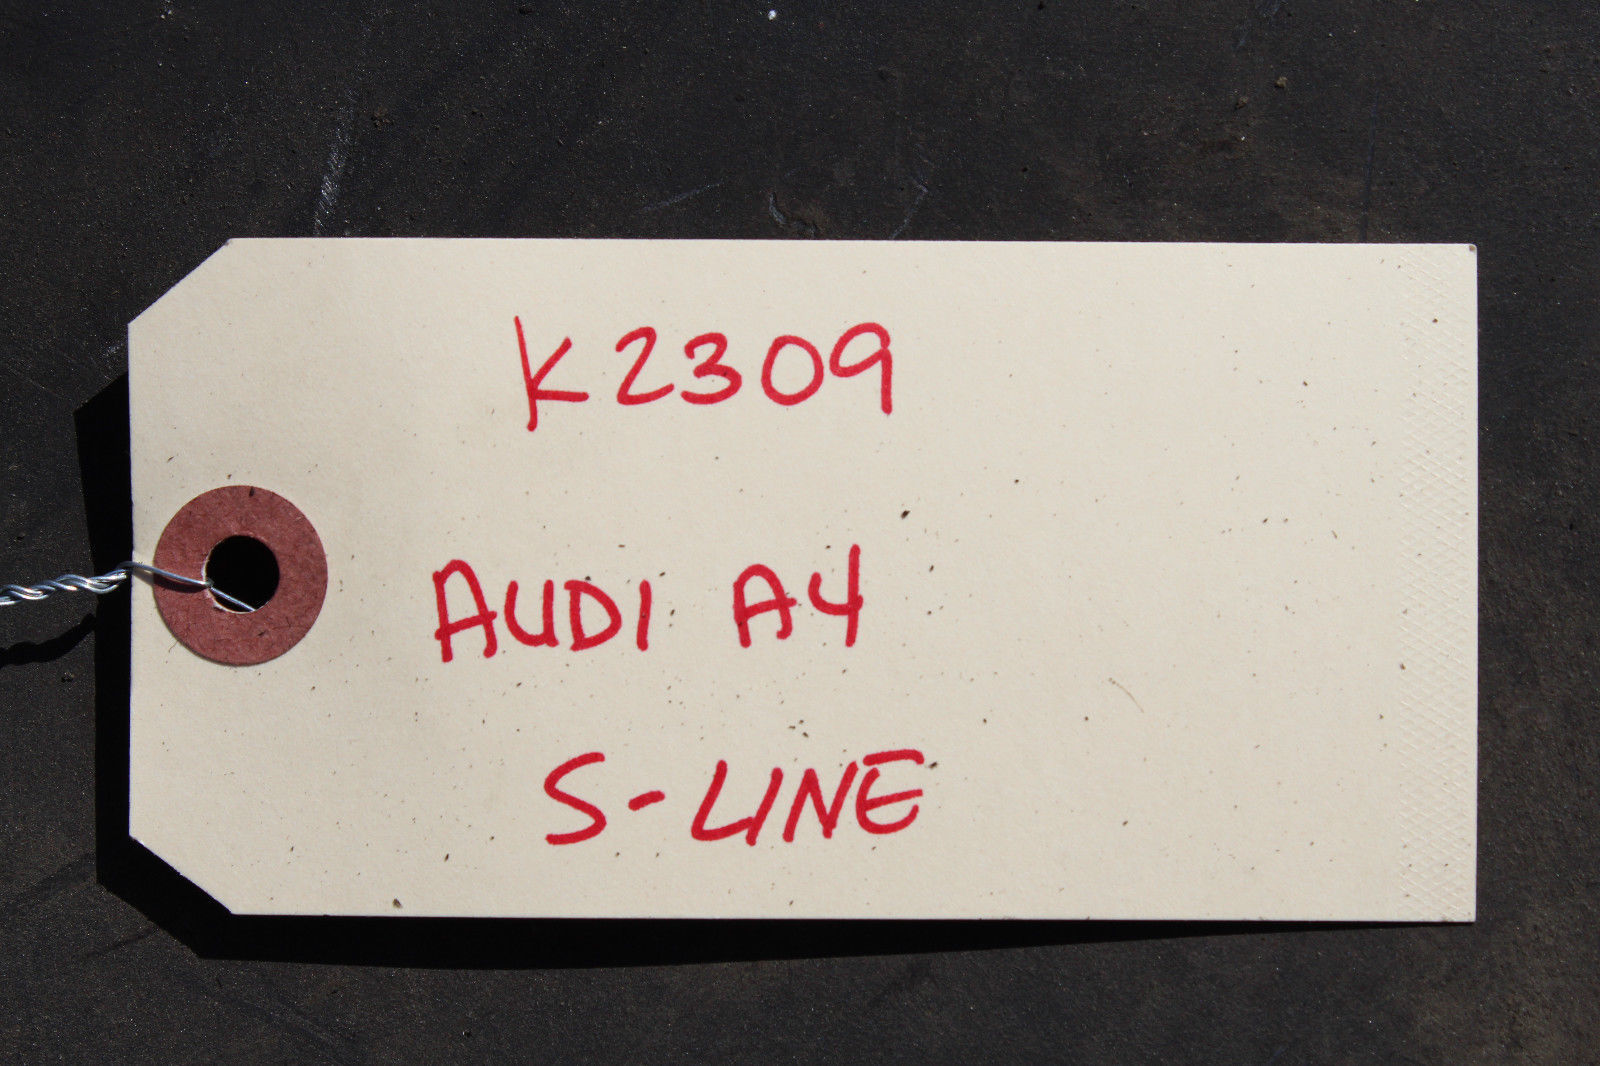 K2309
AUDI A4
S-LINE